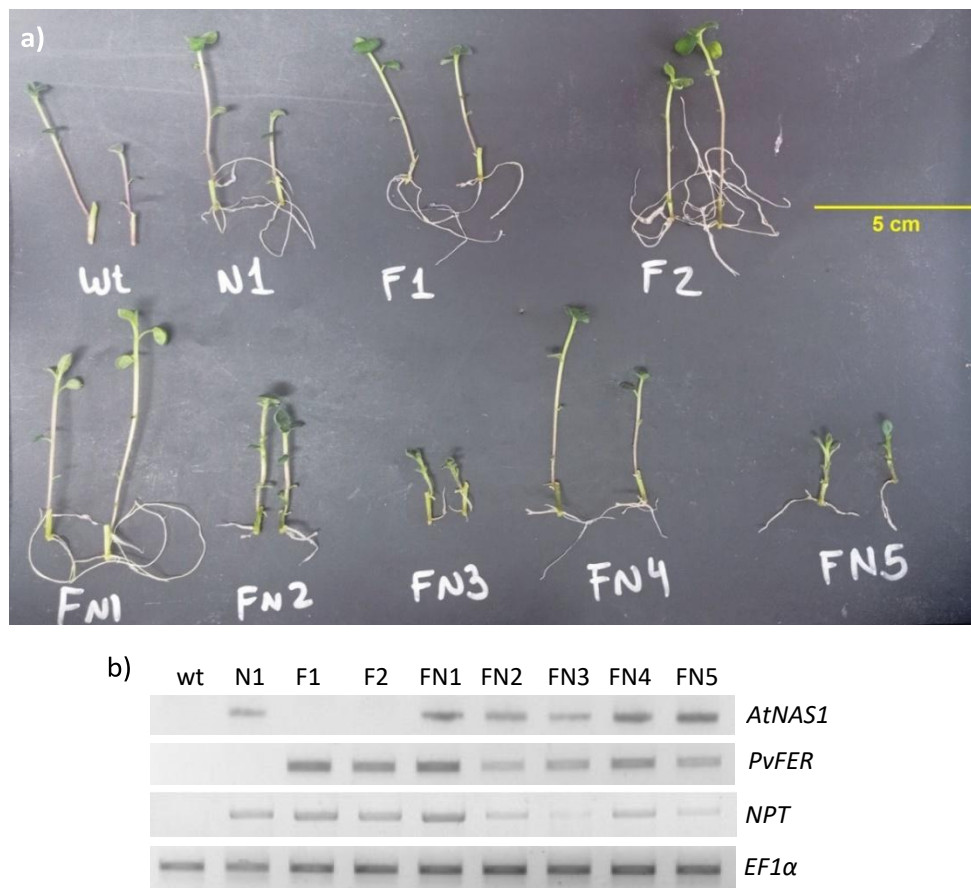 a)
Wt N1 F1 F2
5 cm
FN1 FN2 FN3 FN4 FN5
b)
wt N1 F1 F2 FN1 FN2 FN3 FN4 FN5
AtNAS1
PvFER
NPT
EF1α